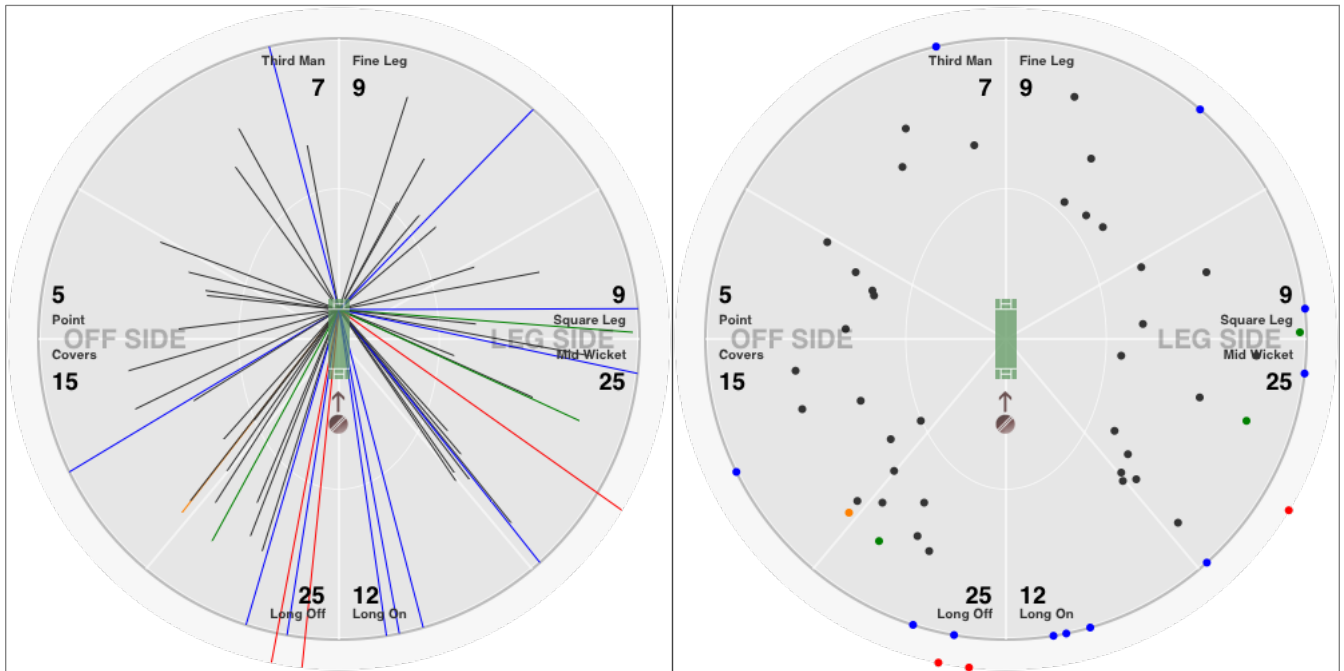 Third Man Fine Leg
7 9
5 9
Point Square Leg
OFF SIDE LEG SIDE
Covers Mid Wicket
15 25
25 12
Long Off Long On
Third Man Fine Leg
7 9
5 9
Point Square Leg
OFF SIDE LEG SIDE
Covers Mid Wicket
15 25
25 12
Long Off Long On